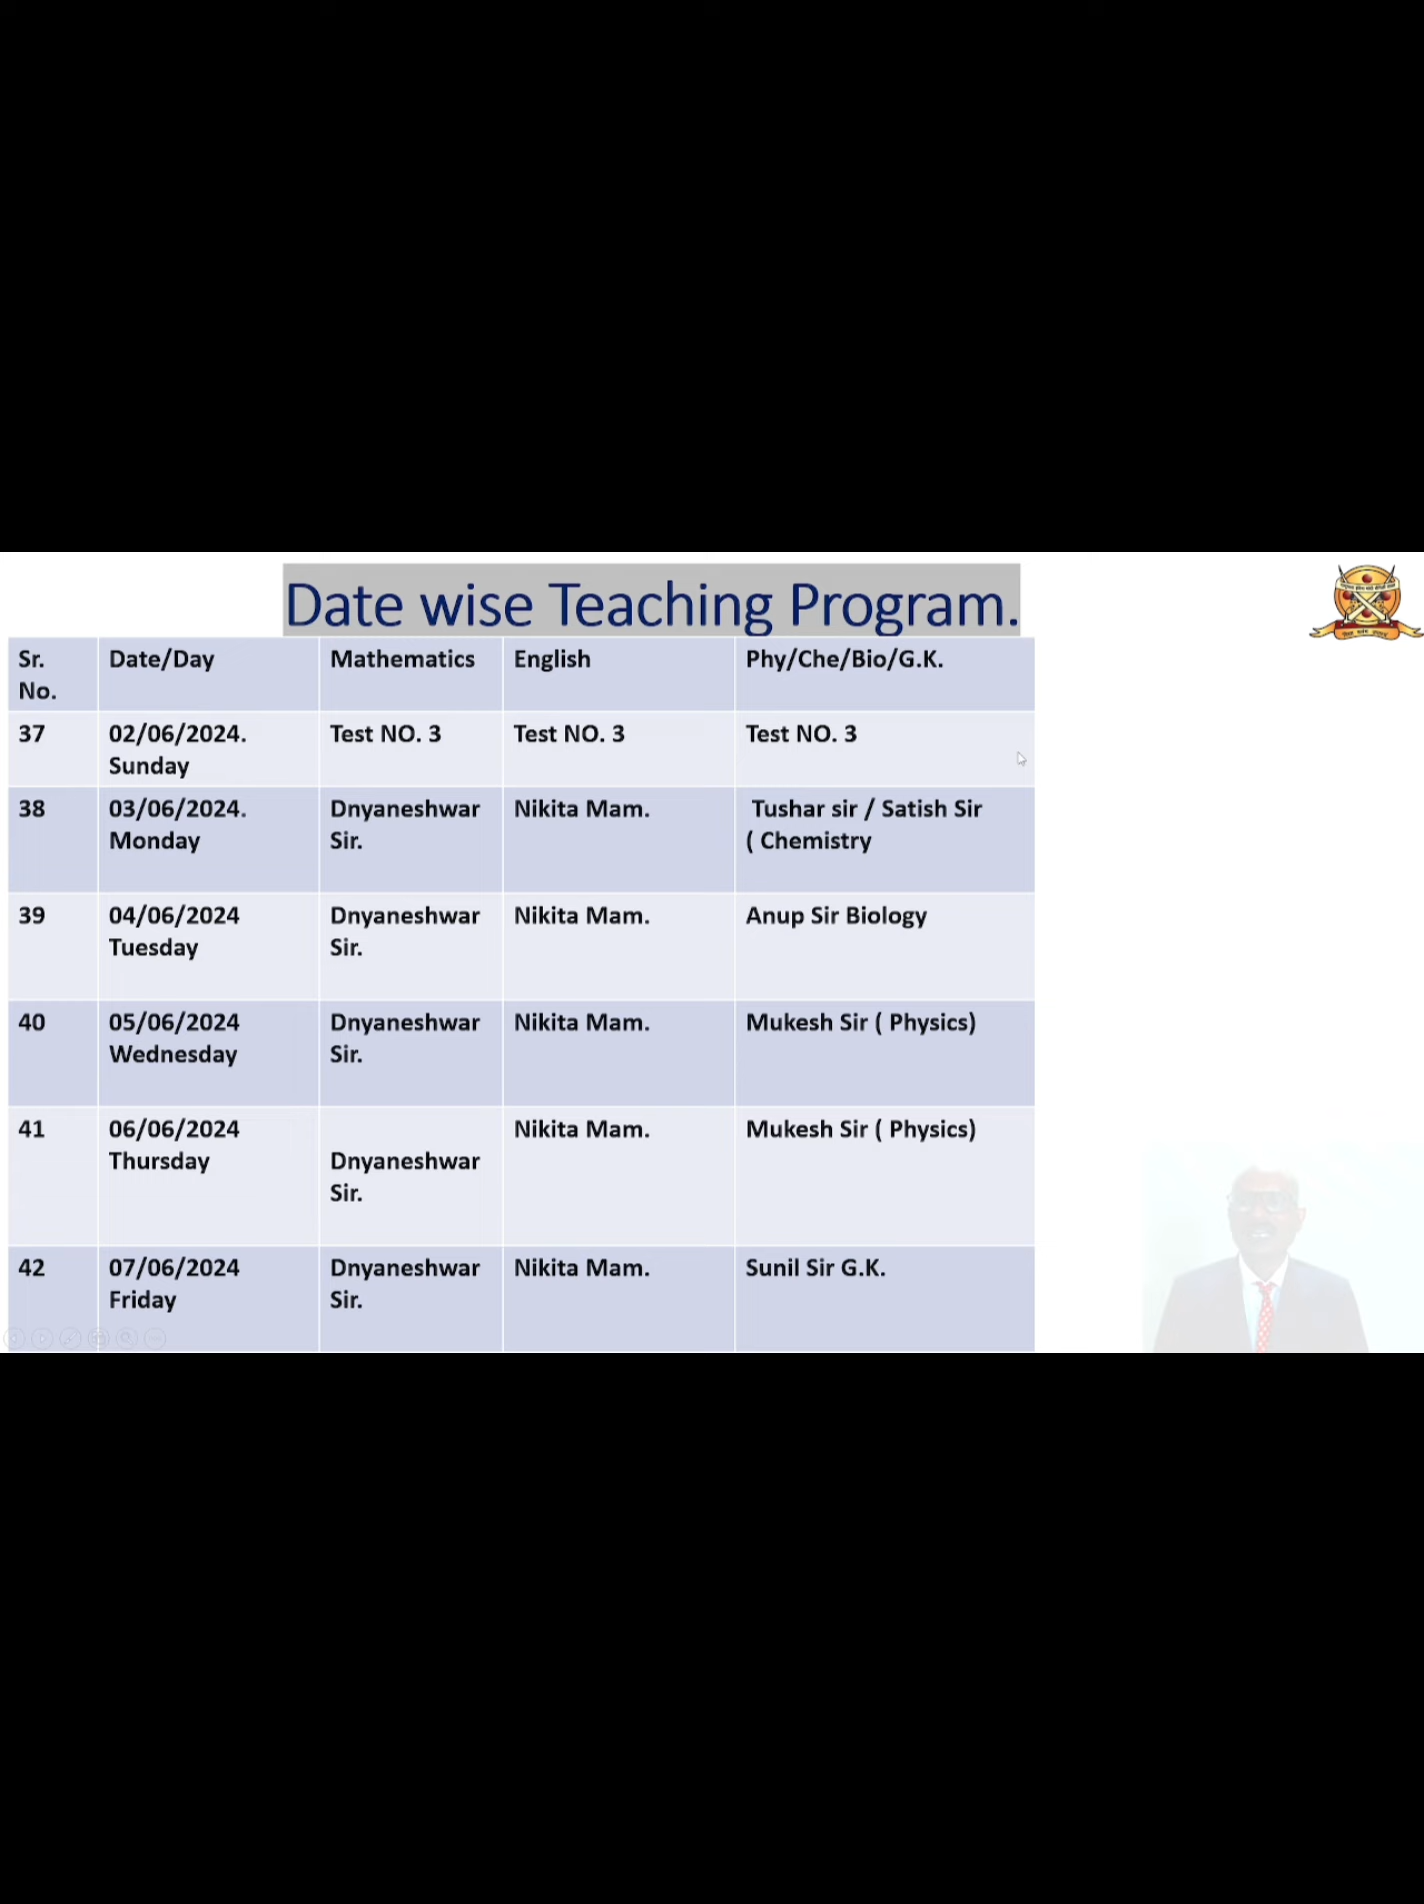 Date wise Teaching Program.
Sr. No. Date/Day Mathematics English Phy/Che/Bio/G.K.
37 02/06/2024. Sunday Test NO. 3 Test NO. 3 Test NO. 3
38 03/06/2024. Monday Dnyaneshwar Sir. Nikita Mam. Tushar sir / Satish Sir ( Chemistry
39 04/06/2024 Tuesday Dnyaneshwar Sir. Nikita Mam. Anup Sir Biology
40 05/06/2024 Wednesday Dnyaneshwar Sir. Nikita Mam. Mukesh Sir ( Physics)
41 06/06/2024 Thursday Dnyaneshwar Sir. Nikita Mam. Mukesh Sir ( Physics)
42 07/06/2024 Friday Dnyaneshwar Sir. Nikita Mam. Sunil Sir G.K.